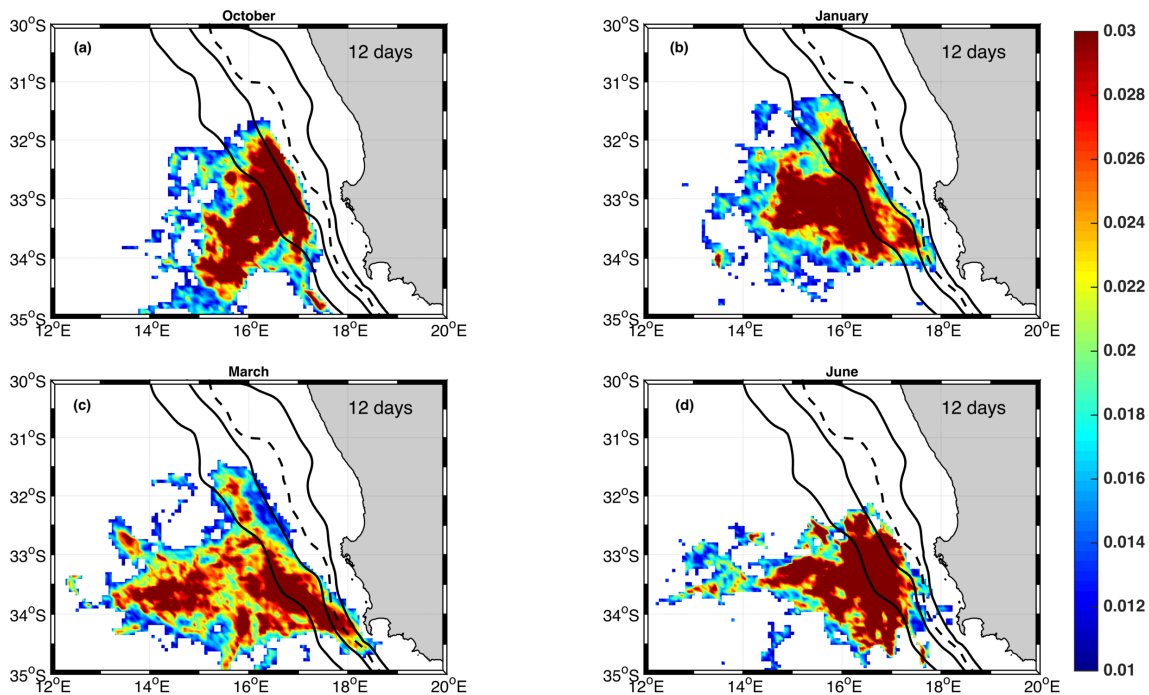 October
(a)
12 days
30°S
31°S
32°S
33°S
34°S
35°S
12°E
14°E
16°E
18°E
20°E
January
(b)
12 days
30°S
31°S
32°S
33°S
34°S
35°S
12°E
14°E
16°E
18°E
20°E
March
(c)
12 days
30°S
31°S
32°S
33°S
34°S
35°S
12°E
14°E
16°E
18°E
20°E
June
(d)
12 days
30°S
31°S
32°S
33°S
34°S
35°S
12°E
14°E
16°E
18°E
20°E
0.03
0.028
0.026
0.024
0.022
0.02
0.018
0.016
0.014
0.012
0.01